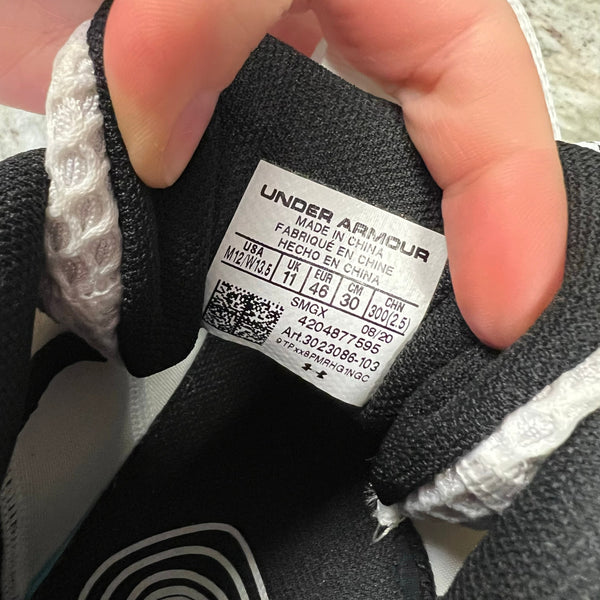 UNDER ARMOUR
MADE IN CHINA
FABRIQUÉ EN CHINE
HECHO EN CHINA
USA UK EUR CM CHN
M12/W13.5 11 46 30 300(2.5)
SMGX 08/20
4204877595
Art.3023086-103
9TPxx8PMRHG1NGC